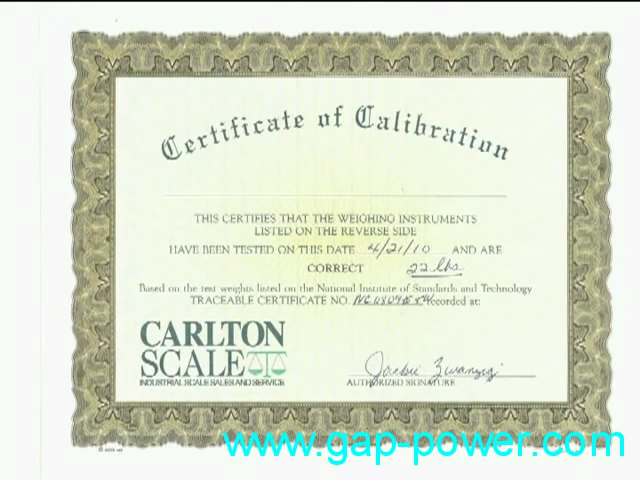 Certificate of Calibration
THIS CERTIFIES THAT THE WEIGHING INSTRUMENTS
LISTED ON THE REVERSE SIDE
HAVE BEEN TESTED ON THIS DATE 4/21/10 AND ARE
CORRECT 22 lbs
Based on the test weights listed on the National Institute of Standards and Technology
TRACEABLE CERTIFICATE NO. recorded at:
CARLTON
SCALE
INDUSTRIAL SCALE SALES AND SERVICE
Jackie
AUTHORIZED SIGNATURE
www.gap-power.com